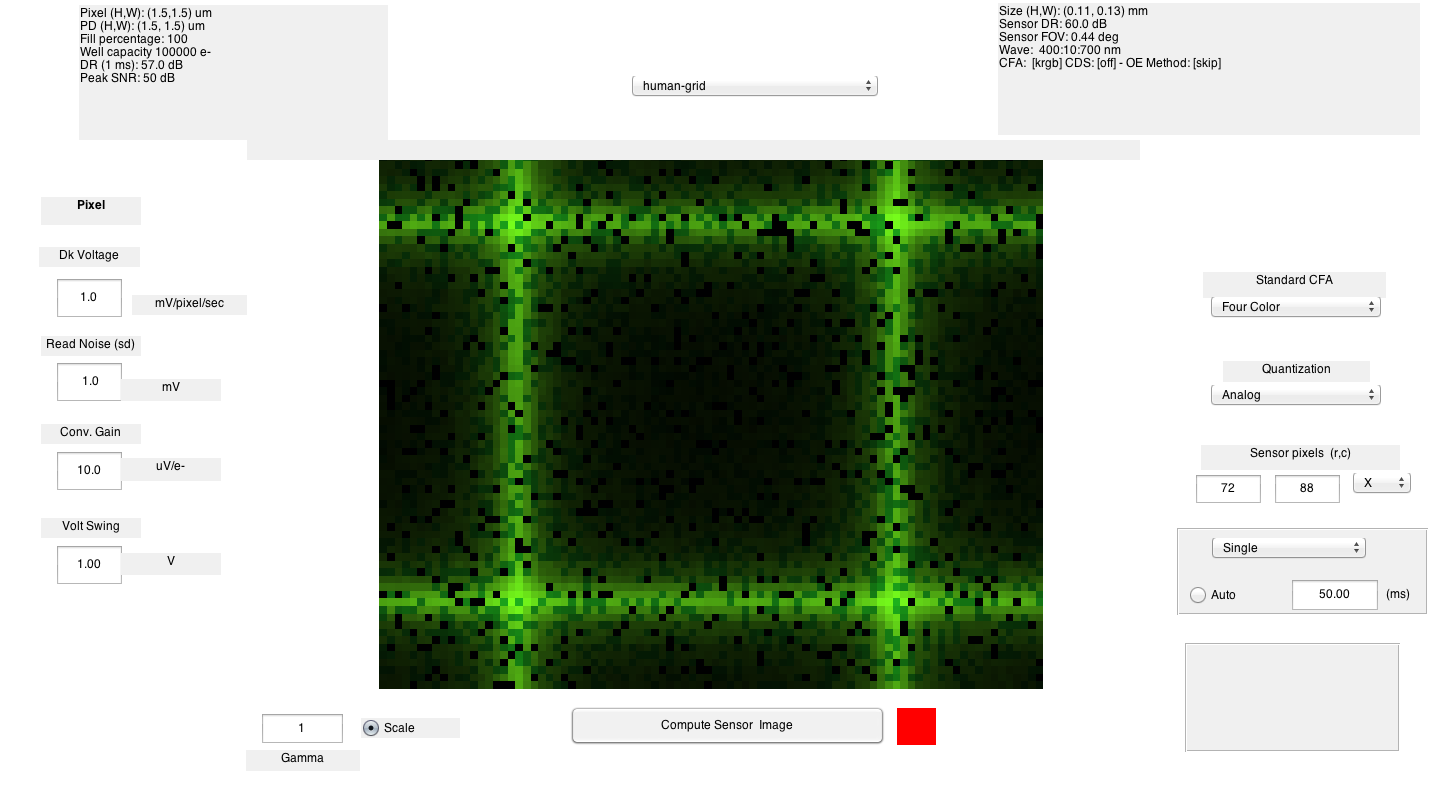 Pixel (H,W): (1.5,1.5) um
PD (H,W): (1.5, 1.5) um
Fill percentage: 100
Well capacity 100000 e-
DR (1 ms): 57.0 dB
Peak SNR: 50 dB
human-grid
Size (H,W): (0.11, 0.13) mm
Sensor DR: 60.0 dB
Sensor FOV: 0.44 deg
Wave: 400:10:700 nm
CFA: [krgb] CDS: [off] - OE Method: [skip]
Pixel
Dk Voltage
1.0 mV/pixel/sec
Read Noise (sd)
1.0 mV
Conv. Gain
10.0 uV/e-
Volt Swing
1.00 V
Standard CFA
Four Color
Quantization
Analog
Sensor pixels (r,c)
72 88 X
Single
Auto 50.00 (ms)
1 Scale
Gamma
Compute Sensor Image